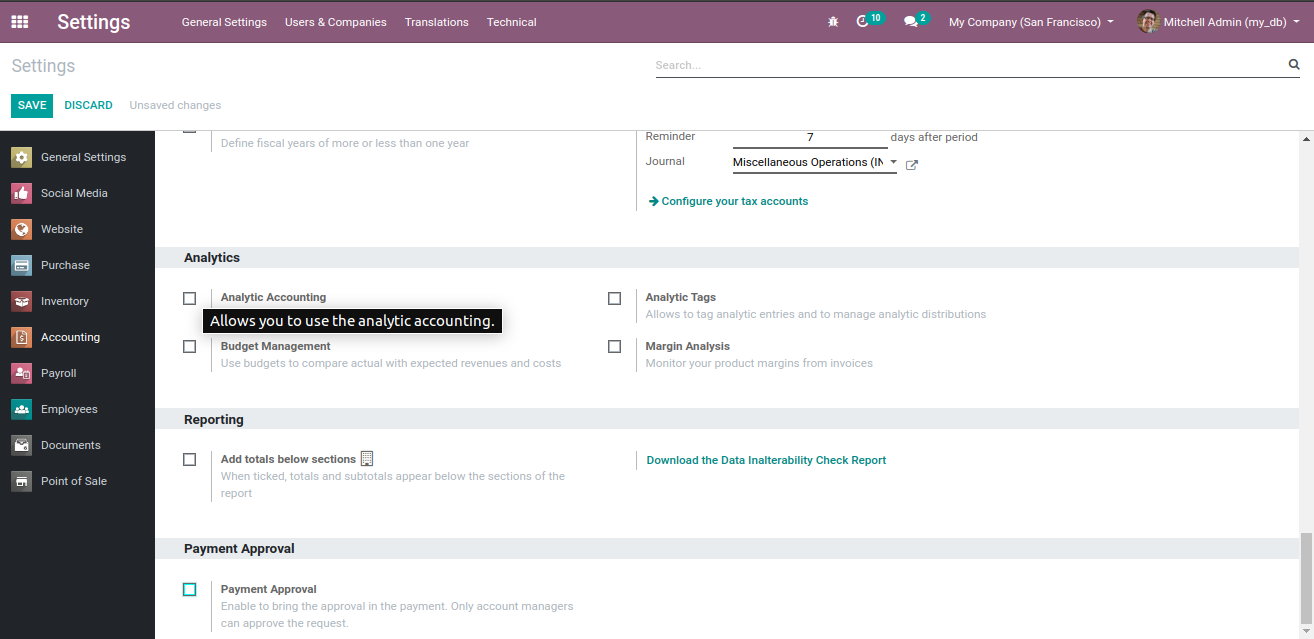 Settings
General Settings
Users & Companies
Translations
Technical
10
2
My Company (San Francisco)
Mitchell Admin (my_db)
Settings
Search...
SAVE
DISCARD
Unsaved changes
General Settings
Social Media
Website
Purchase
Inventory
Accounting
Payroll
Employees
Documents
Point of Sale
Define fiscal years of more or less than one year
Reminder
7
days after period
Journal
Miscellaneous Operations (IN
Configure your tax accounts
Analytics
Analytic Accounting
Allows you to use the analytic accounting.
Analytic Tags
Allows to tag analytic entries and to manage analytic distributions
Budget Management
Use budgets to compare actual with expected revenues and costs
Margin Analysis
Monitor your product margins from invoices
Reporting
Add totals below sections
When ticked, totals and subtotals appear below the sections of the
report
Download the Data Inalterability Check Report
Payment Approval
Payment Approval
Enable to bring the approval in the payment. Only account managers
can approve the request.